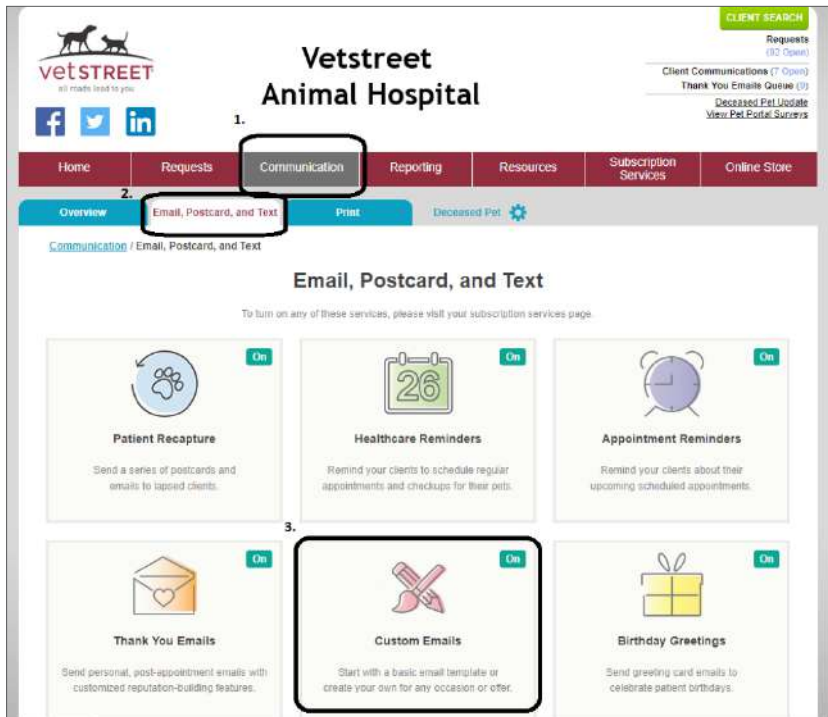 CLIENT SEARCH
Requests
(92 Open)
Client Communications (7 Open)
Thank You Emails Queue (9)
Deceased Pet Update
View Pet Portal Surveys
vetSTREET
all roads lead to you
Vetstreet
Animal Hospital
f in
1.
Home Requests Communication Reporting Resources Subscription Services Online Store
2.
Overview Email, Postcard, and Text Print Deceased Pet
Communication / Email, Postcard, and Text
Email, Postcard, and Text
To turn on any of these services, please visit your subscription services page.
On On On
26
Patient Recapture Healthcare Reminders Appointment Reminders
Send a series of postcards and Remind your clients to schedule regular Remind your clients about their
emails to lapsed clients. appointments and checkups for their pets. upcoming scheduled appointments.
3.
On On On
Thank You Emails Custom Emails Birthday Greetings
Send personal, post-appointment emails with Start with a basic email template or Send greeting card emails to
customized reputation-building features. create your own for any occasion or offer. celebrate patient birthdays.